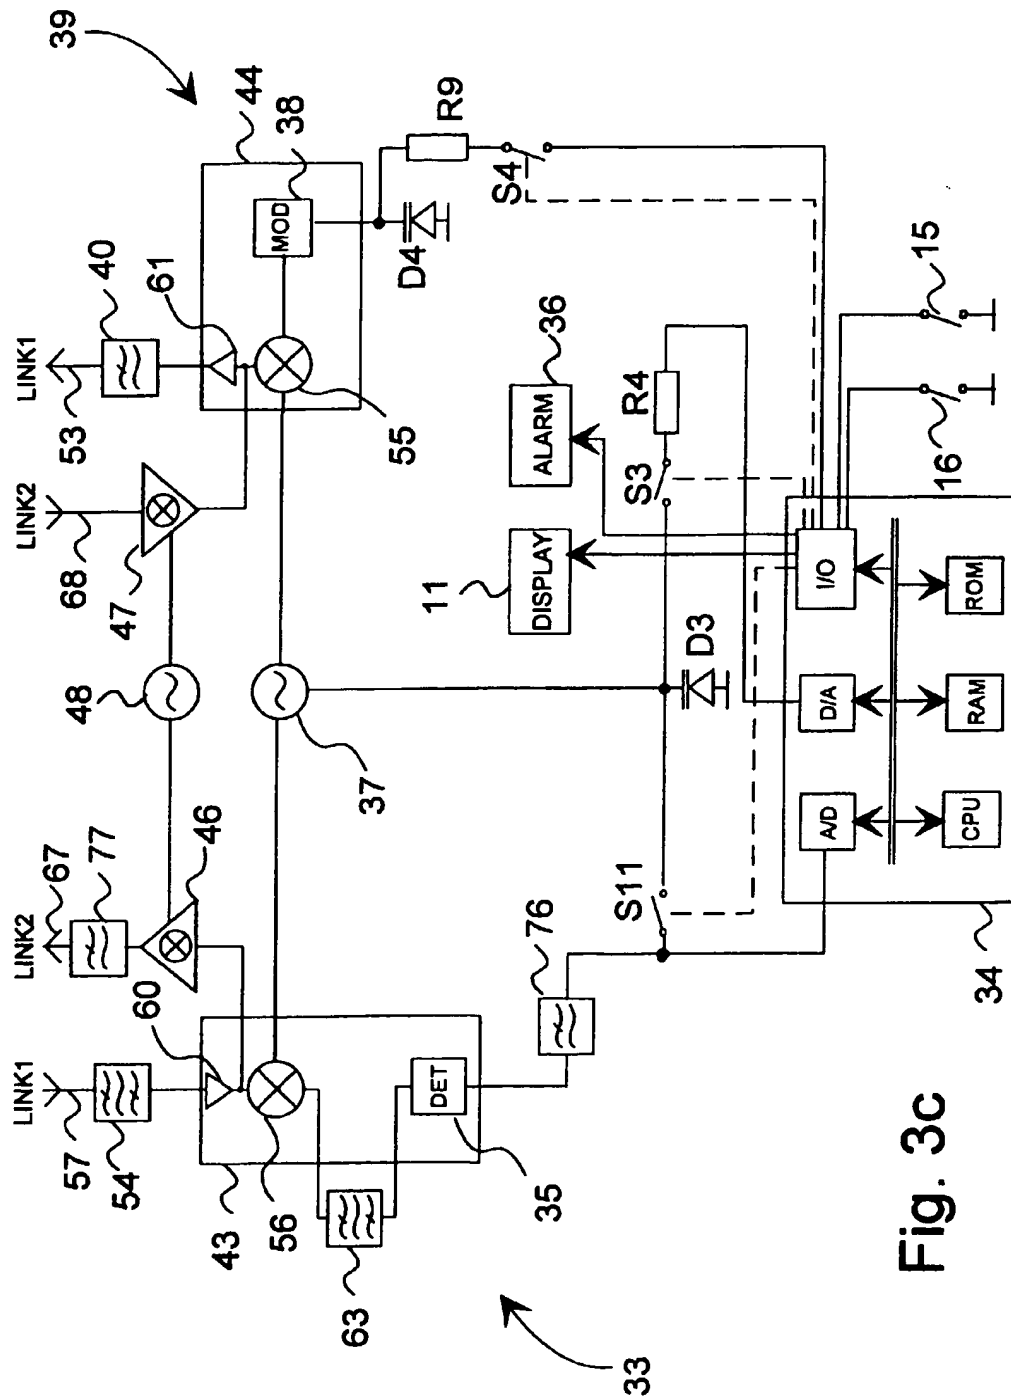 39
33
LINK1
57
54
60
43
56
63
35
LINK2
67
77
46
48
LINK2
68
47
LINK1
53
40
61
44
38
MOD
55
37
DET
76
D4
R9
S4
11
DISPLAY
36
ALARM
S11
D3
S3
R4
15
16
34
A/D
D/A
I/O
CPU
RAM
ROM
Fig. 3c